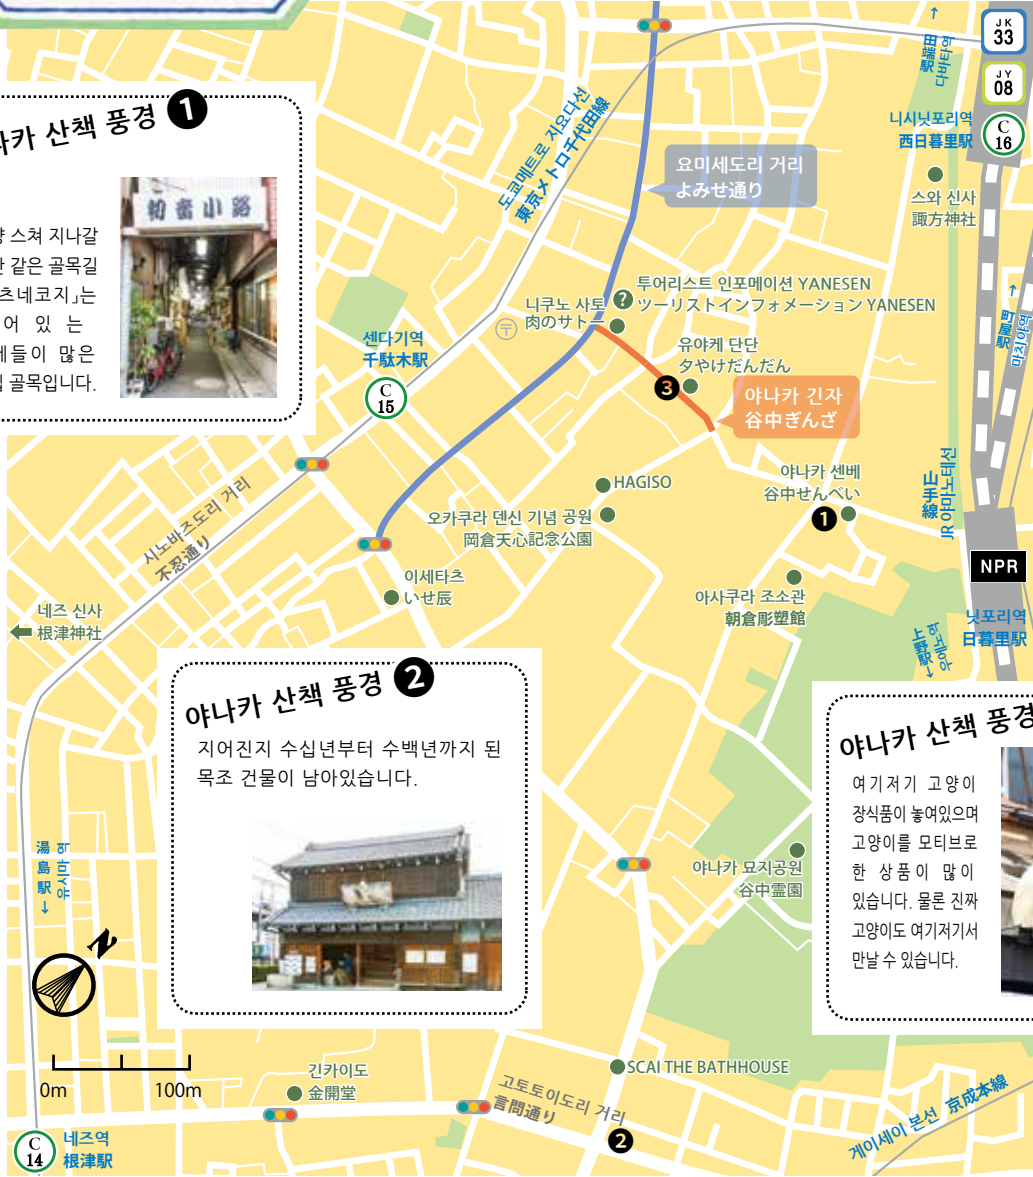 나카 산책 풍경 1
初音小路
스쳐 지나갈
같은 골목길
츠네코지」는
어 있 는
들이 많은
골목입니다.
↑ 田端駅
다바타역
JK
33
JY
08
니시닛포리역
西日暮里駅
C
16
도쿄메트로 지요다선
東京メトロ千代田線
요미세도리 거리
よみせ通り
스와 신사
諏方神社
↑ 町屋駅
마치야역
?
투어리스트 인포메이션 YANESEN
ツーリストインフォメーション YANESEN
니쿠노 사토
肉のサトー
〒
센다기역
千駄木駅
C
15
유야케 단단
夕やけだんだん
3
야나카 긴자
谷中ぎんざ
야나카 센베
谷中せんべい
1
山手線
JR 야마노테선
HAGISO
오카쿠라 덴신 기념 공원
岡倉天心記念公園
시노바즈도리 거리
不忍通り
이세타츠
いせ辰
아사쿠라 조소관
朝倉彫塑館
NPR
닛포리역
日暮里駅
上野駅 ↓
우에노역
네즈 신사
根津神社
야나카 산책 풍경 2
지어진지 수십년부터 수백년까지 된
목조 건물이 남아있습니다.
야나카 산책 풍경
여기저기 고양이
장식품이 놓여있으며
고양이를 모티브로
한 상품이 많이
있습니다. 물론 진짜
고양이도 여기저기서
만날 수 있습니다.
야나카 묘지공원
谷中霊園
湯島駅 ↓
유시마역
N
0m 100m
긴카이도
金開堂
SCAI THE BATHHOUSE
고토토이도리 거리
言問通り
2
게이세이 본선 京成本線
C
14
네즈역
根津駅